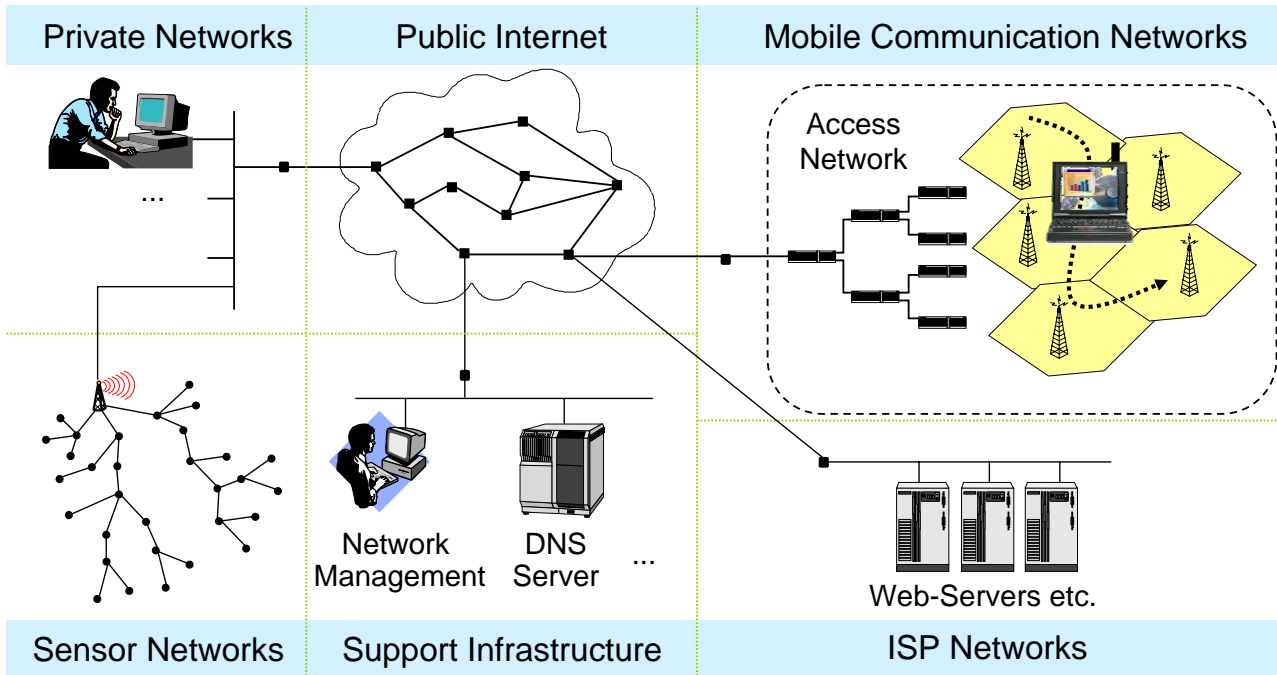 Private Networks
Public Internet
Mobile Communication Networks
Access
Network
...
Network
Management
DNS
Server
...
Web-Servers etc.
Sensor Networks
Support Infrastructure
ISP Networks